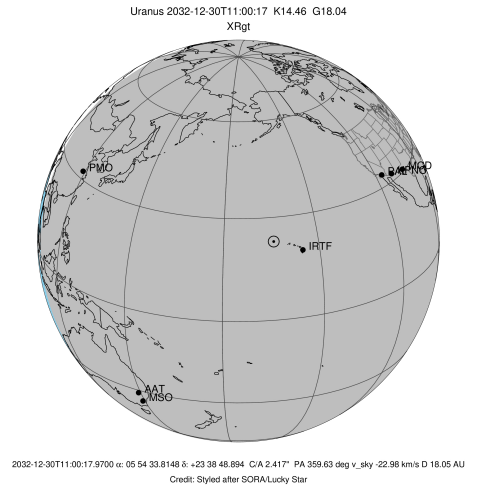 Uranus 2032-12-30T11:00:17 K14.46 G18.04
XRgt
PMO
MCD
IRTF
AAT
MSO
2032-12-30T11:00:17.9700 α: 05 54 33.8148 δ: +23 38 48.894 C/A 2.417" PA 359.63 deg v_sky -22.98 km/s D 18.05 AU
Credit: Styled after SORA/Lucky Star